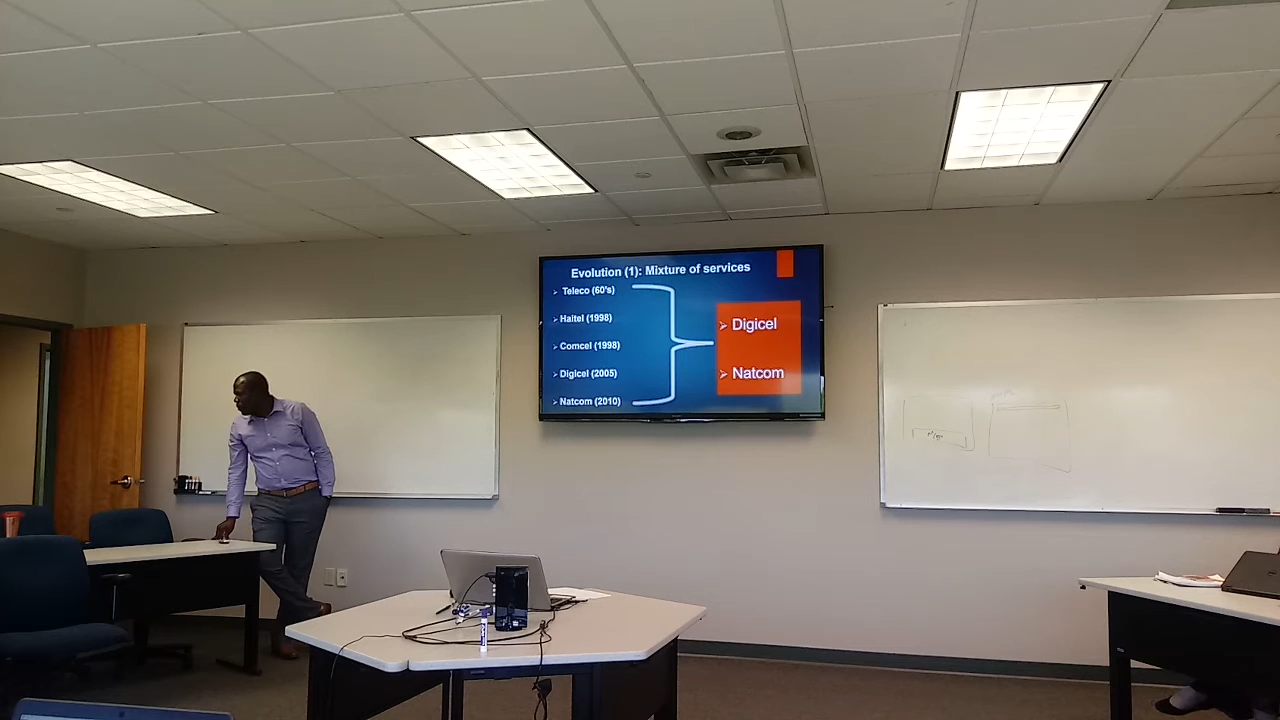 Evolution (1): Mixture of services
➢ Teleco (60's)
➢ Haitel (1998)
➢ Comcel (1998)
➢ Digicel (2005)
➢ Natcom (2010)
➢ Digicel
➢ Natcom